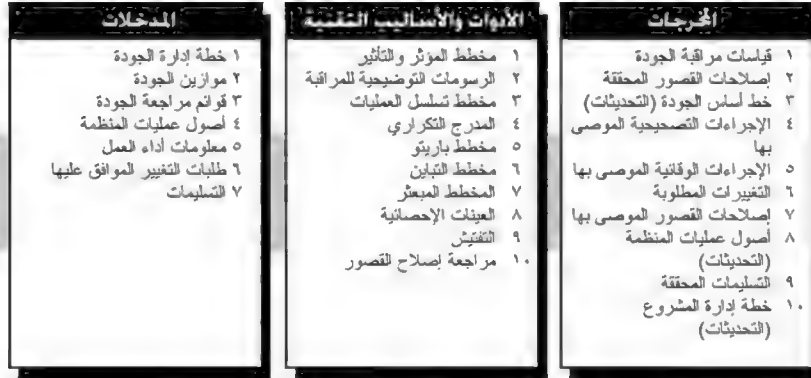 المدخلات
١ خطة إدارة الجودة
٢ موازين الجودة
٣ قوائم مراجعة الجودة
٤ أصول عمليات المنظمة
٥ معلومات أداء العمل
٦ طلبات التغيير الموافق عليها
٧ التسليمات
الأدوات والأساليب التقنية
١ مخطط المؤثر والتأثير
٢ الرسومات التوضيحية للمراقبة
٣ مخطط تسلسل العمليات
٤ المدرج التكراري
٥ مخطط باريتو
٦ مخطط التباين
٧ المخطط المبعثر
٨ العينات الإحصائية
٩ التفتيش
١٠ مراجعة إصلاح القصور
المخرجات
١ قياسات مراقبة الجودة
٢ إصلاحات القصور المحققة
٣ خط أساس الجودة (التحديثات)
٤ الإجراءات التصحيحية الموصى
بها
٥ الإجراءات الوقائية الموصى بها
٦ التغييرات المطلوبة
٧ إصلاحات القصور الموصى بها
٨ أصول عمليات المنظمة
(التحديثات)
٩ التسليمات المحققة
١٠ خطة إدارة المشروع
(التحديثات)